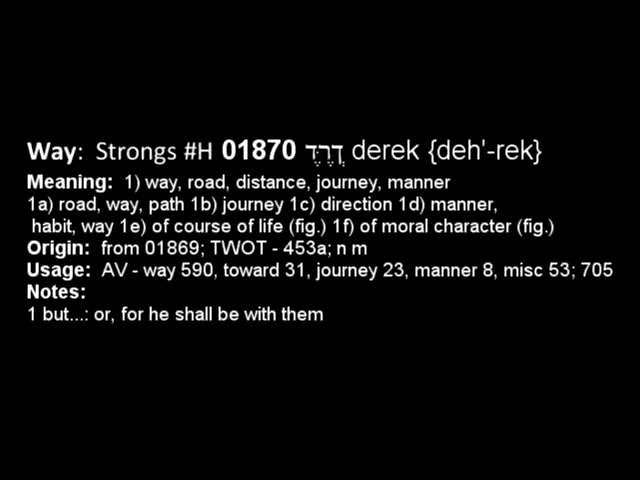 Way: Strongs #H 01870 דֶּרֶךְ derek {deh'-rek}
Meaning: 1) way, road, distance, journey, manner
1a) road, way, path 1b) journey 1c) direction 1d) manner,
habit, way 1e) of course of life (fig.) 1f) of moral character (fig.)
Origin: from 01869; TWOT - 453a; n m
Usage: AV - way 590, toward 31, journey 23, manner 8, misc 53; 705
Notes:
1 but...: or, for he shall be with them